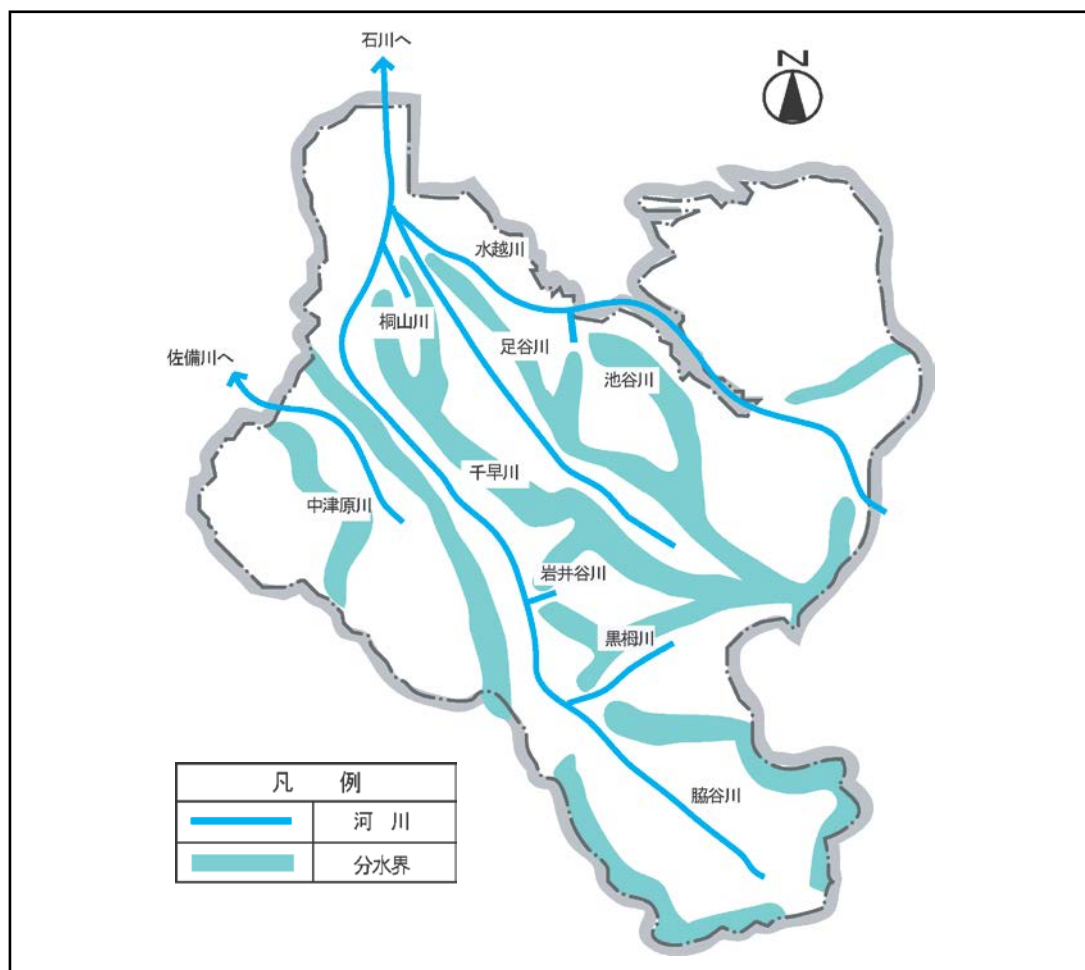 石川へ
N
水越川
桐山川
足谷川
佐備川へ
池谷川
千早川
中津原川
岩井谷川
黒栂川
脇谷川
凡 例
河 川
分水界